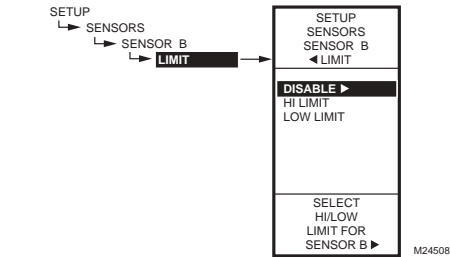 SETUP
SENSORS
SENSOR B
LIMIT
SETUP
SENSORS
SENSOR B
◄ LIMIT
DISABLE ►
HI LIMIT
LOW LIMIT
SELECT
HI/LOW
LIMIT FOR
SENSOR B ►
M24508